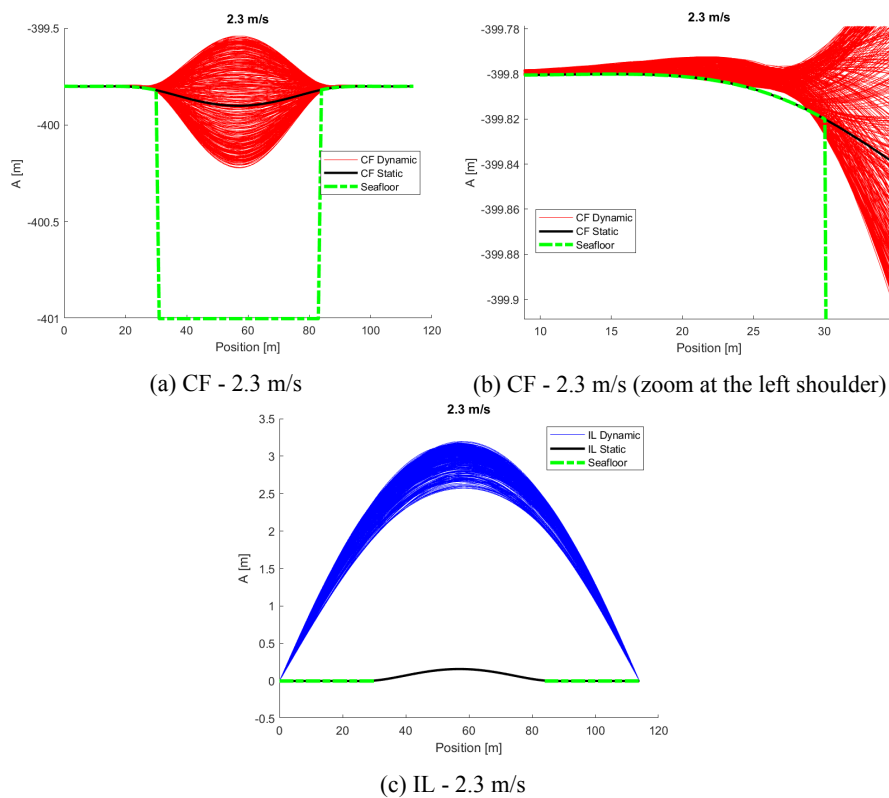 2.3 m/s
-399.5
-400
-400.5
-401
0 20 40 60 80 100 120
A [m]
Position [m]
CF Dynamic
CF Static
Seafloor
(a) CF - 2.3 m/s
2.3 m/s
-399.78
-399.8
-399.82
-399.84
-399.86
-399.88
-399.9
10 15 20 25 30
A [m]
Position [m]
CF Dynamic
CF Static
Seafloor
(b) CF - 2.3 m/s (zoom at the left shoulder)
2.3 m/s
3.5
3
2.5
2
1.5
1
0.5
0
-0.5
0 20 40 60 80 100 120
A [m]
Position [m]
IL Dynamic
IL Static
Seafloor
(c) IL - 2.3 m/s